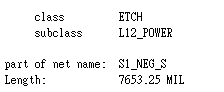 class ETCH
subclass L12_POWER
part of net name: S1_NEG_S
Length: 7653.25 MIL